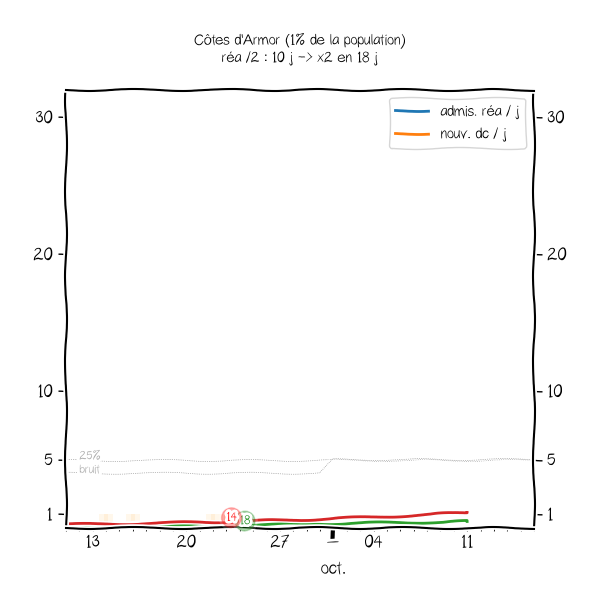 Côtes d'Armor (1% de la population)
réa /2 : 10 j -> x2 en 18 j
admis. réa / j
nouv. dc / j
30 30
20 20
10 10
5 25% 5
bruit
1 14 18 1
13 20 27 04 11
oct.